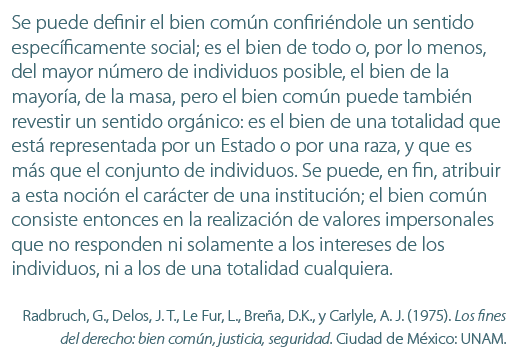 Se puede definir el bien común confiriéndole un sentido
específicamente social; es el bien de todo o, por lo menos,
del mayor número de individuos posible, el bien de la
mayoría, de la masa, pero el bien común puede también
revestir un sentido orgánico: es el bien de una totalidad que
está representada por un Estado o por una raza, y que es
más que el conjunto de individuos. Se puede, en fin, atribuir
a esta noción el carácter de una institución; el bien común
consiste entonces en la realización de valores impersonales
que no responden ni solamente a los intereses de los
individuos, ni a los de una totalidad cualquiera.
Radbruch, G., Delos, J. T., Le Fur, L., Breña, D.K., y Carlyle, A. J. (1975). Los fines
del derecho: bien común, justicia, seguridad. Ciudad de México: UNAM.